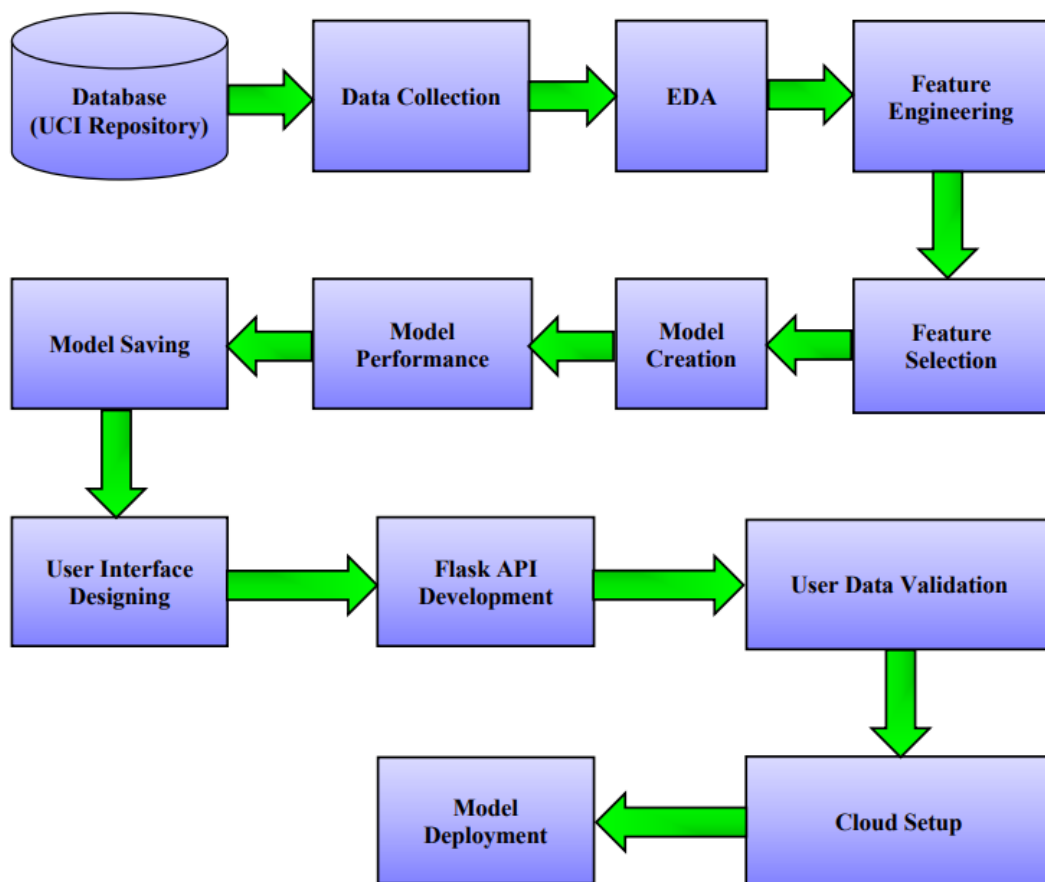 Database
(UCI Repository)
Data Collection
EDA
Feature
Engineering
Model Saving
Model
Performance
Model
Creation
Feature
Selection
User Interface
Designing
Flask API
Development
User Data Validation
Model
Deployment
Cloud Setup